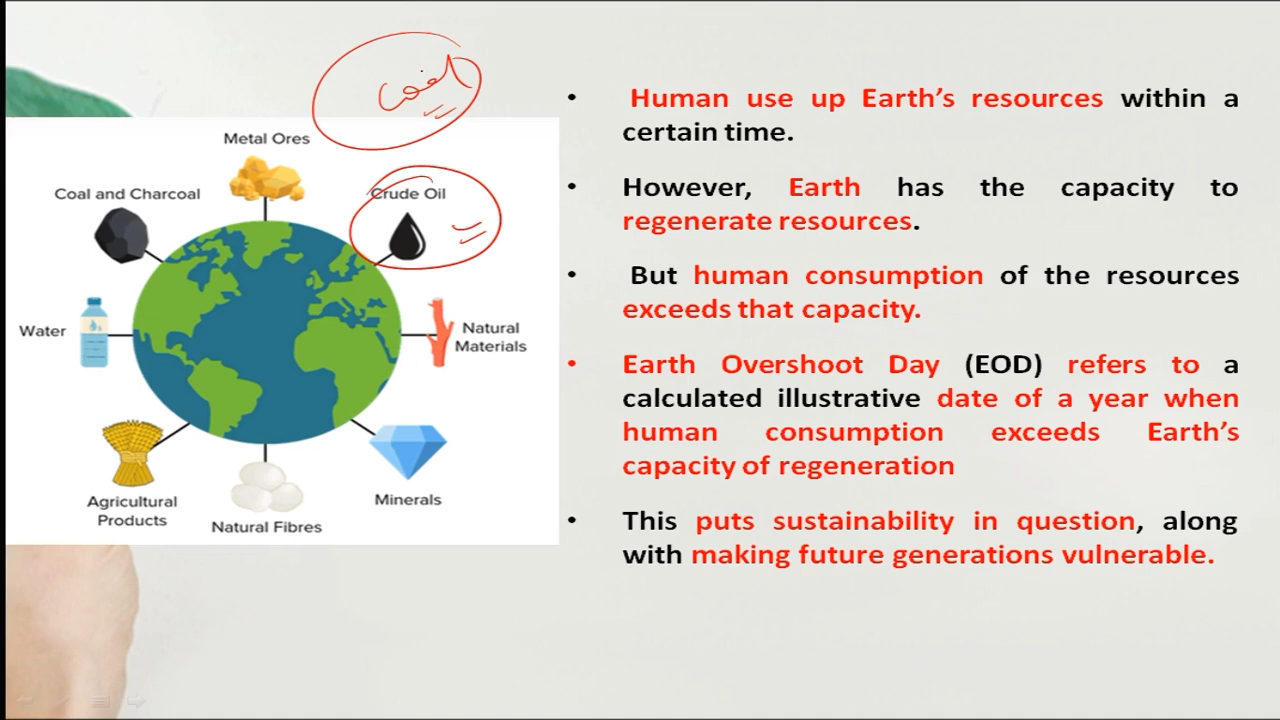 Metal Ores
Coal and Charcoal
Crude Oil
Water
Natural
Materials
Agricultural
Products
Natural Fibres
Minerals
• Human use up Earth’s resources within a
certain time.
• However, Earth has the capacity to
regenerate resources.
• But human consumption of the resources
exceeds that capacity.
• Earth Overshoot Day (EOD) refers to a
calculated illustrative date of a year when
human consumption exceeds Earth’s
capacity of regeneration
• This puts sustainability in question, along
with making future generations vulnerable.